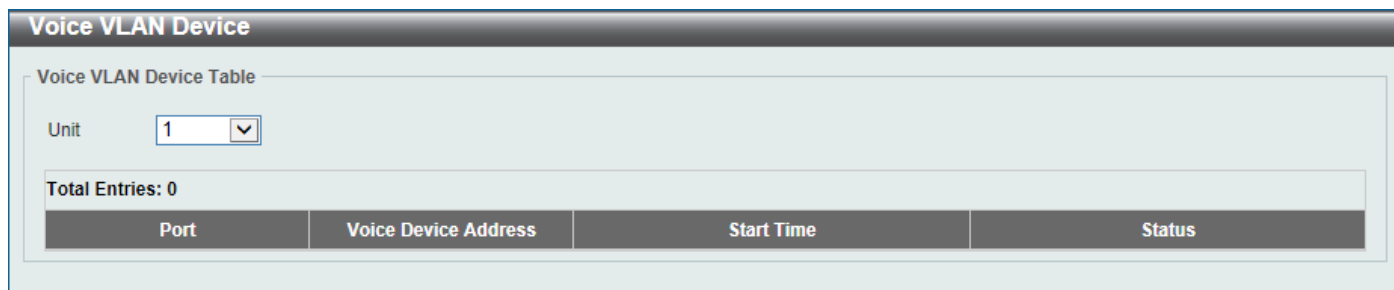 Voice VLAN Device
Voice VLAN Device Table
Unit 1
Total Entries: 0
Port Voice Device Address Start Time Status